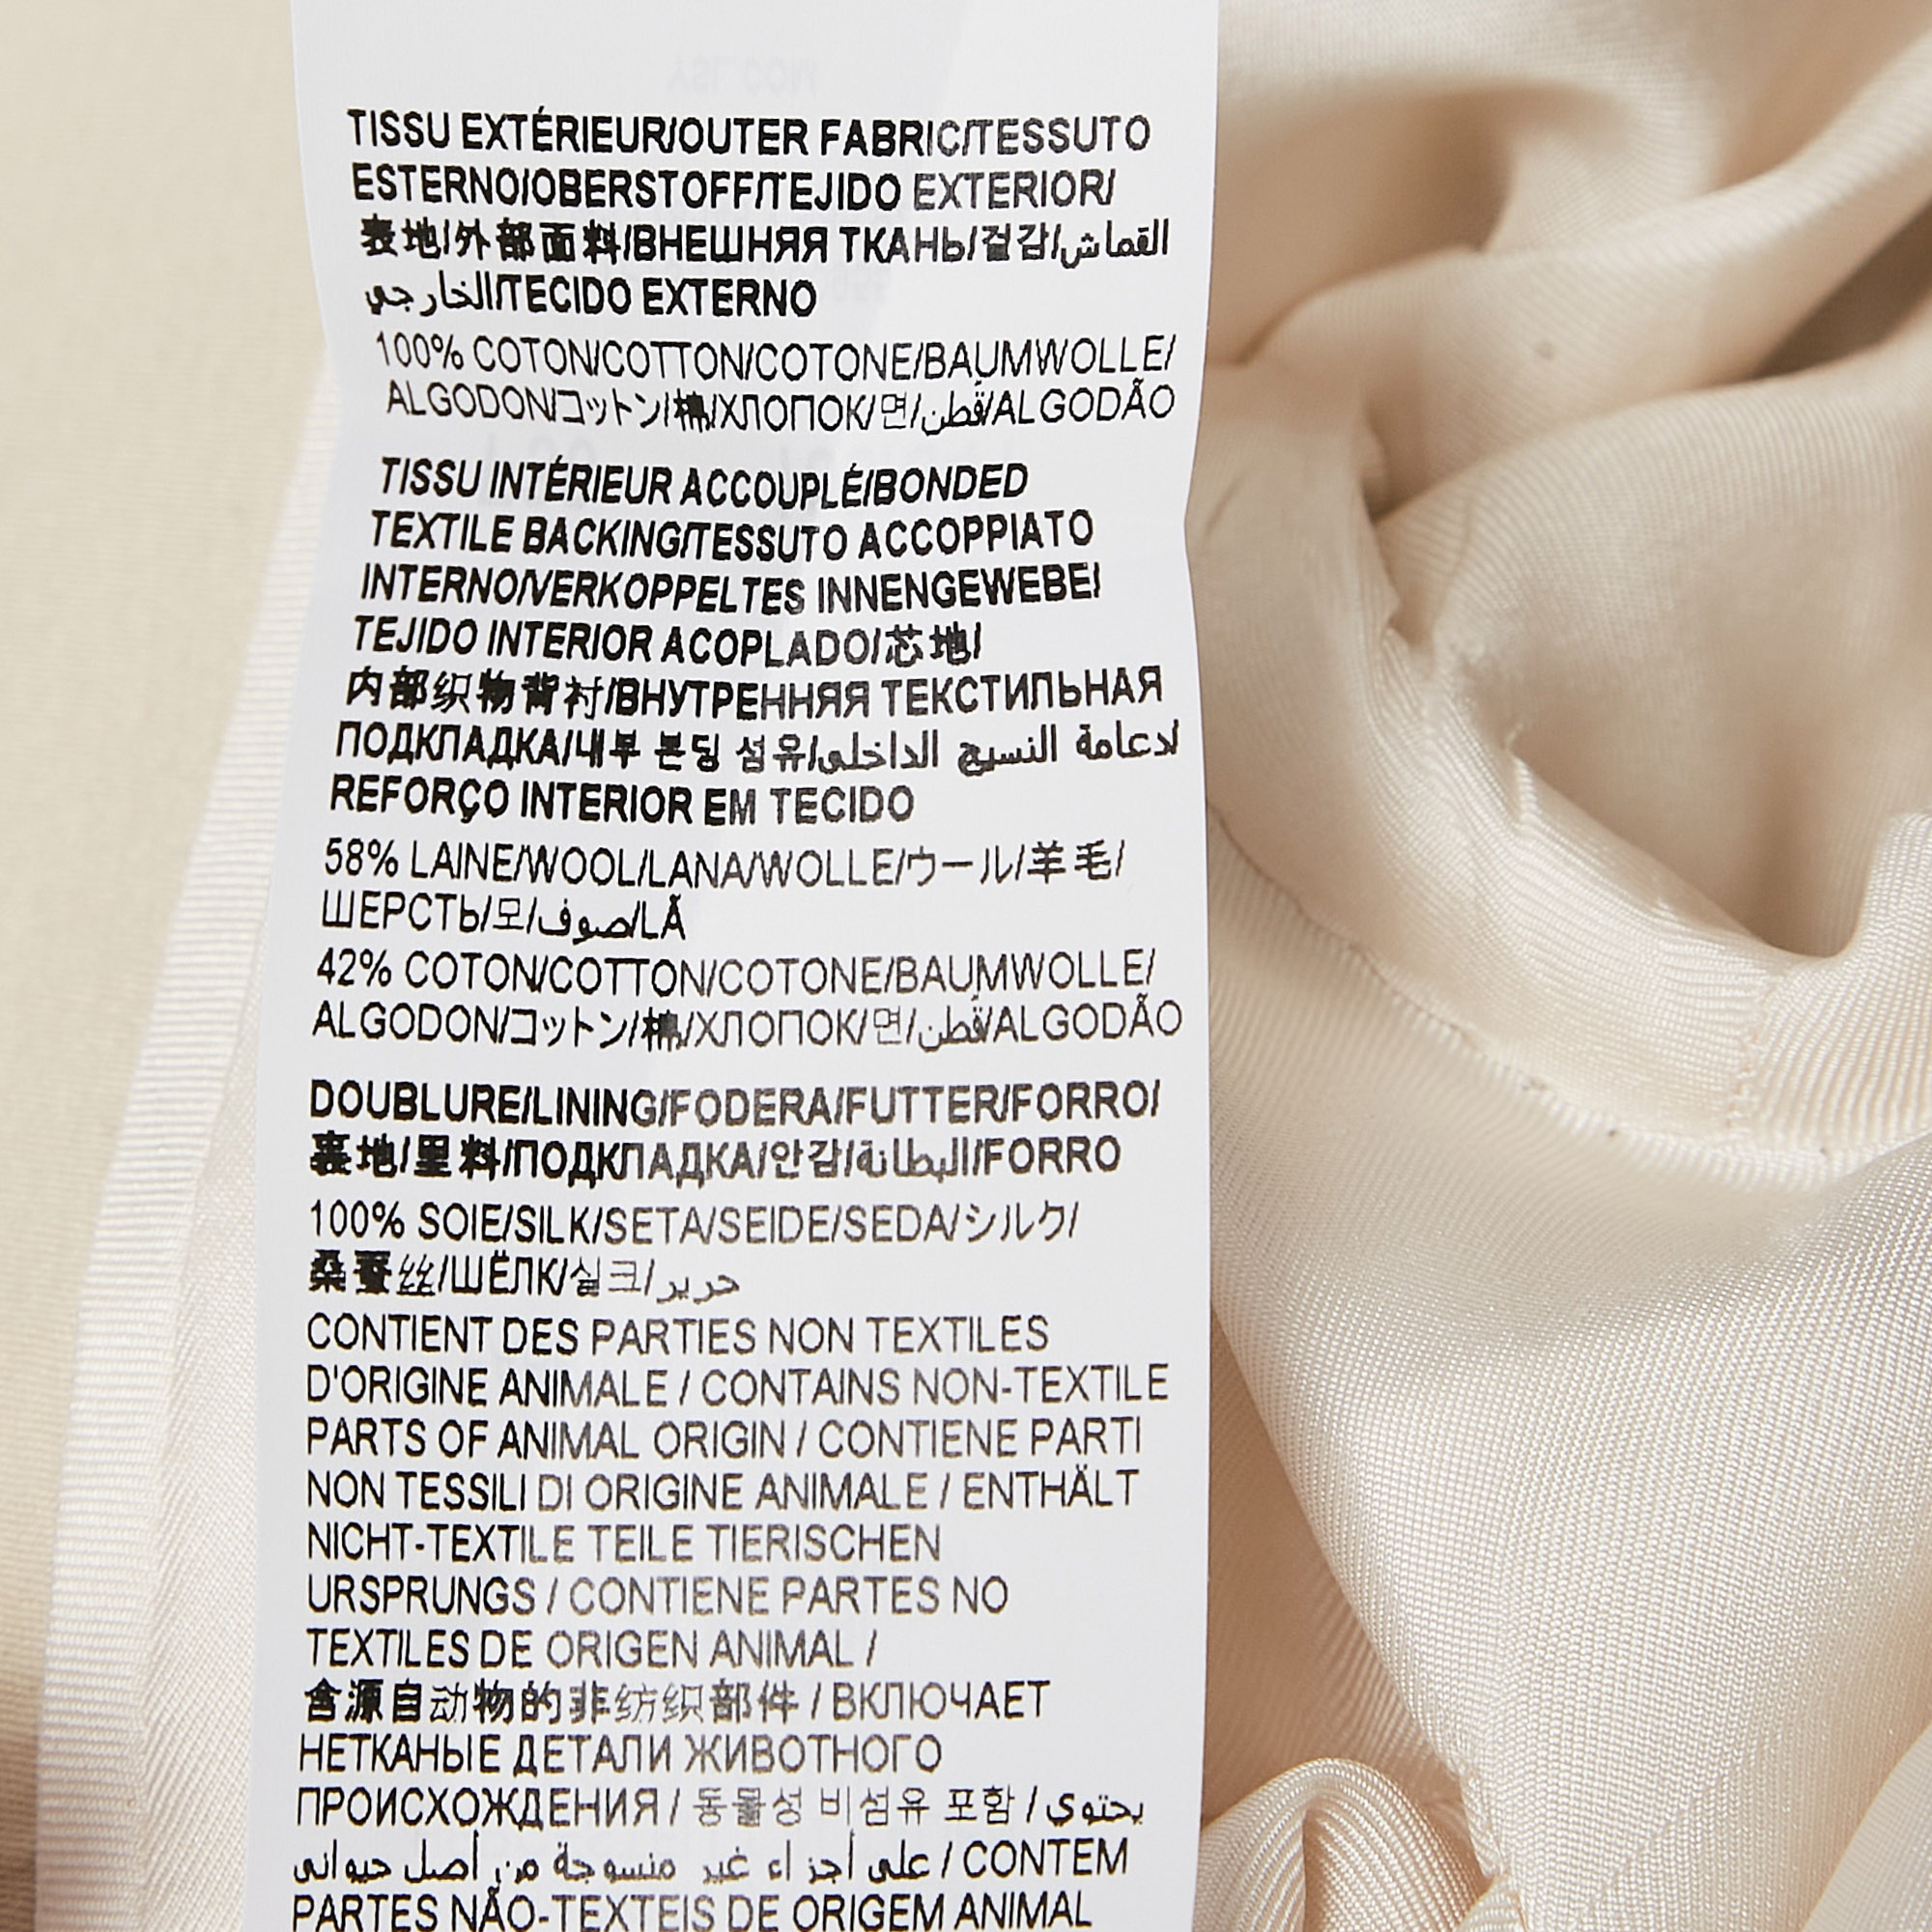 TISSU EXTÉRIEUR/OUTER FABRIC/TESSUTO
ESTERNO/OBERSTOFF/TEJIDO EXTERIOR/
表地/外部面料/ВНЕШНЯЯ ТКАНЬ/겉감/القماش
الخارجي/TECIDO EXTERNO
100% COTON/COTTON/COTONE/BAUMWOLLE/
ALGODON/コットン/棉/ХЛОПОК/면/قُطن/ALGODÃO
TISSU INTÉRIEUR ACCOUPLÉ/BONDED
TEXTILE BACKING/TESSUTO ACCOPPIATO
INTERNO/VERKOPPELTES INNENGEWEBE/
TEJIDO INTERIOR ACOPLADO/芯地/
内部织物背衬/ВНУТРЕННЯЯ ТЕКСТИЛЬНАЯ
ПОДКЛАДКА/내부 본딩 섬유/دعامة النسيج الداخلي/
REFORÇO INTERIOR EM TECIDO
58% LAINE/WOOL/LANA/WOLLE/ウール/羊毛/
ШЕРСТЬ/모/صوف/LÃ
42% COTON/COTTON/COTONE/BAUMWOLLE/
ALGODON/コットン/棉/ХЛОПОК/면/قُطن/ALGODÃO
DOUBLURE/LINING/FODERA/FUTTER/FORRO/
裏地/里料/ПОДКЛАДКА/안감/البطانة/FORRO
100% SOIE/SILK/SETA/SEIDE/SEDA/シルク/
桑蚕丝/ШЁЛК/실크/حرير
CONTIENT DES PARTIES NON TEXTILES
D'ORIGINE ANIMALE / CONTAINS NON-TEXTILE
PARTS OF ANIMAL ORIGIN / CONTIENE PARTI
NON TESSILI DI ORIGINE ANIMALE / ENTHÄLT
NICHT-TEXTILE TEILE TIERISCHEN
URSPRUNGS / CONTIENE PARTES NO
TEXTILES DE ORIGEN ANIMAL /
含源自动物的非纺织部件 / ВКЛЮЧАЕТ
НЕТКАНЫЕ ДЕТАЛИ ЖИВОТНОГО
ПРОИСХОЖДЕНИЯ / 동물성 비섬유 포함 / يحتوي
على أجزاء غير منسوجة من أصل حيواني / CONTEM
PARTES NÃO-TEXTEIS DE ORIGEM ANIMAL